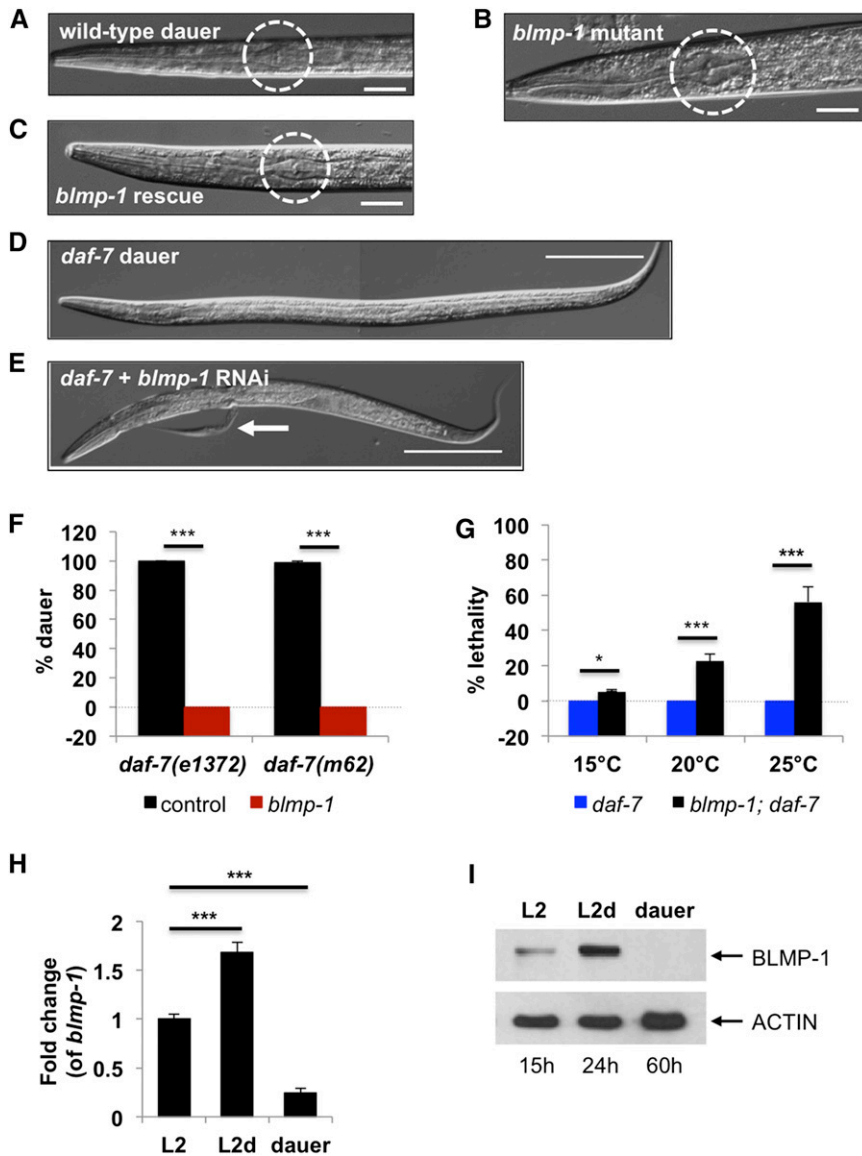 A
wild-type dauer
B
blmp-1 mutant
C
blmp-1 rescue
D
daf-7 dauer
E
daf-7 + blmp-1 RNAi
F
% dauer
120
100
80
60
40
20
0
-20
***
***
daf-7(e1372)
daf-7(m62)
control
blmp-1
G
% lethality
100
80
60
40
20
0
-20
*
***
***
15°C
20°C
25°C
daf-7
blmp-1; daf-7
H
Fold change
(of blmp-1)
2
1.5
1
0.5
0
***
***
L2
L2d
dauer
I
L2 L2d dauer
BLMP-1
ACTIN
15h 24h 60h